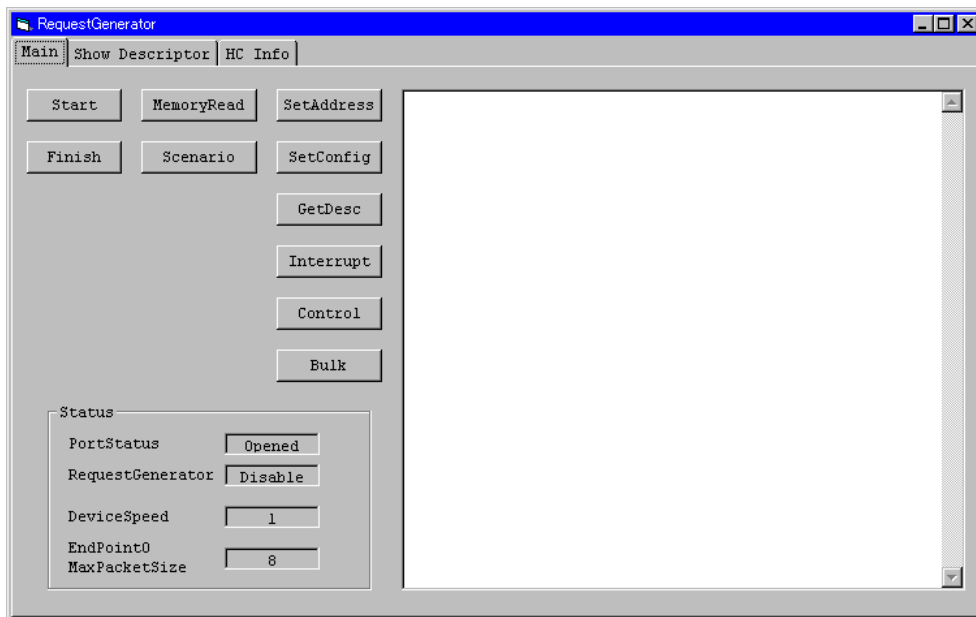 RequestGenerator
Main Show Descriptor HC Info
Start MemoryRead SetAddress
Finish Scenario SetConfig
GetDesc
Interrupt
Control
Bulk
Status
PortStatus Opened
RequestGenerator Disable
DeviceSpeed 1
EndPoint0
MaxPacketSize 8